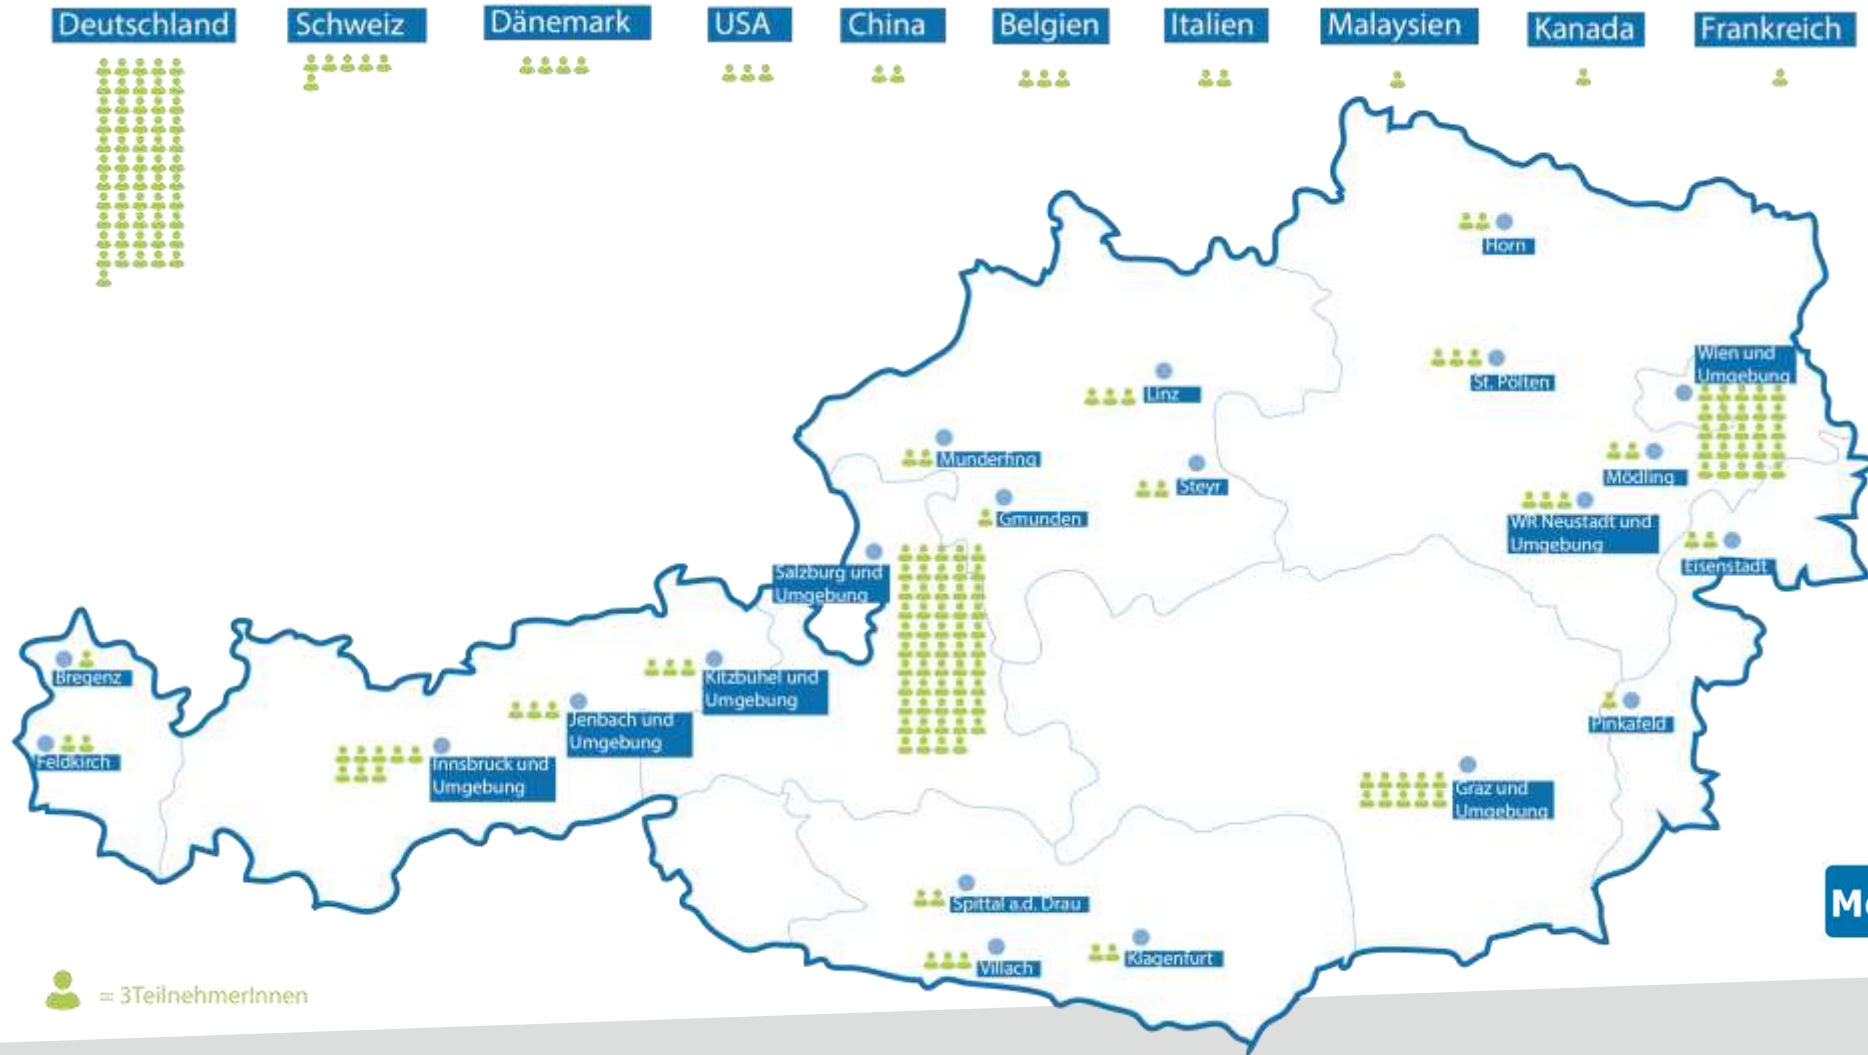 Deutschland
Schweiz
Dänemark
USA
China
Belgien
Italien
Malaysien
Kanada
Frankreich
Horn
Wien und
Umgebung
St. Pölten
Linz
Munderfing
Mödling
Steyr
Gmunden
WR Neustadt und
Umgebung
Eisenstadt
Salzburg und
Umgebung
Bregenz
Kitzbühel und
Umgebung
Pinkafeld
Jenbach und
Umgebung
Feldkirch
Innsbruck und
Umgebung
Graz und
Umgebung
Spittal a.d. Drau
Villach
Klagenfurt
= 3TeilnehmerInnen